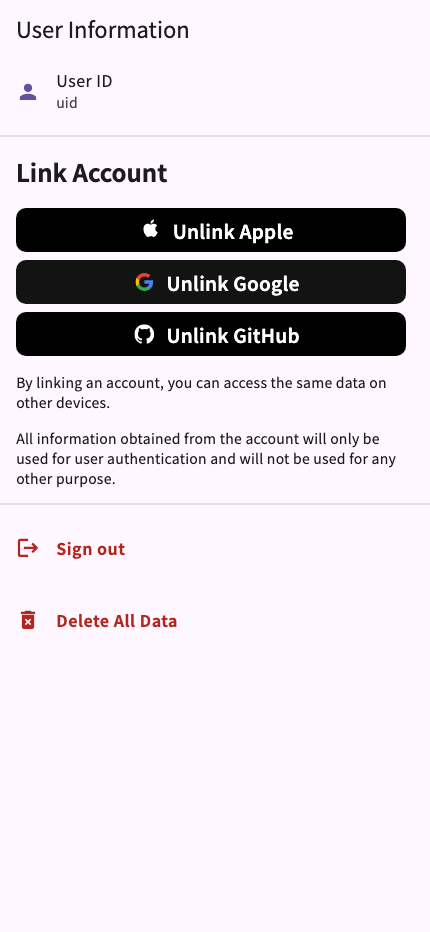 User Information
User ID
uid
Link Account
Unlink Apple
Unlink Google
Unlink GitHub
By linking an account, you can access the same data on
other devices.
All information obtained from the account will only be
used for user authentication and will not be used for any
other purpose.
Sign out
Delete All Data